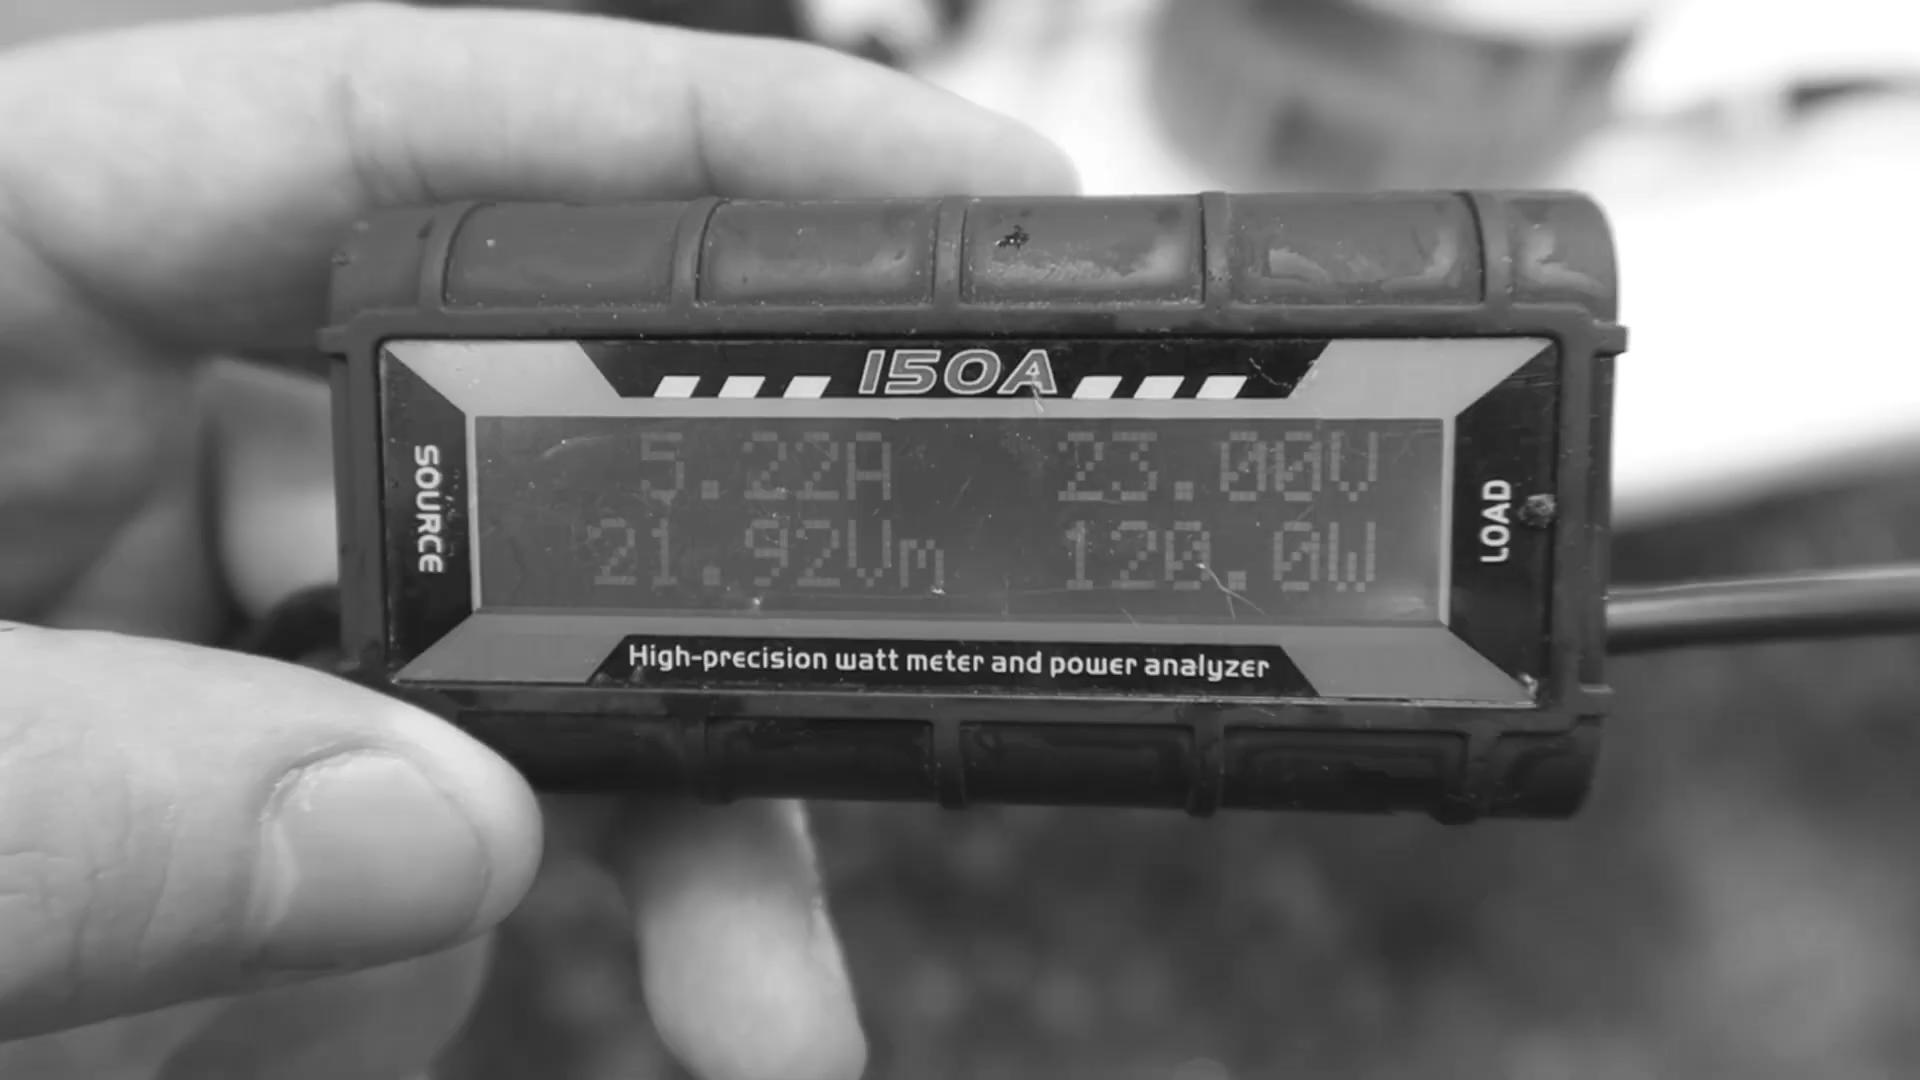 150A
SOURCE
5.22A 23.00V
21.92Vm 120.0W
LOAD
High-precision watt meter and power analyzer